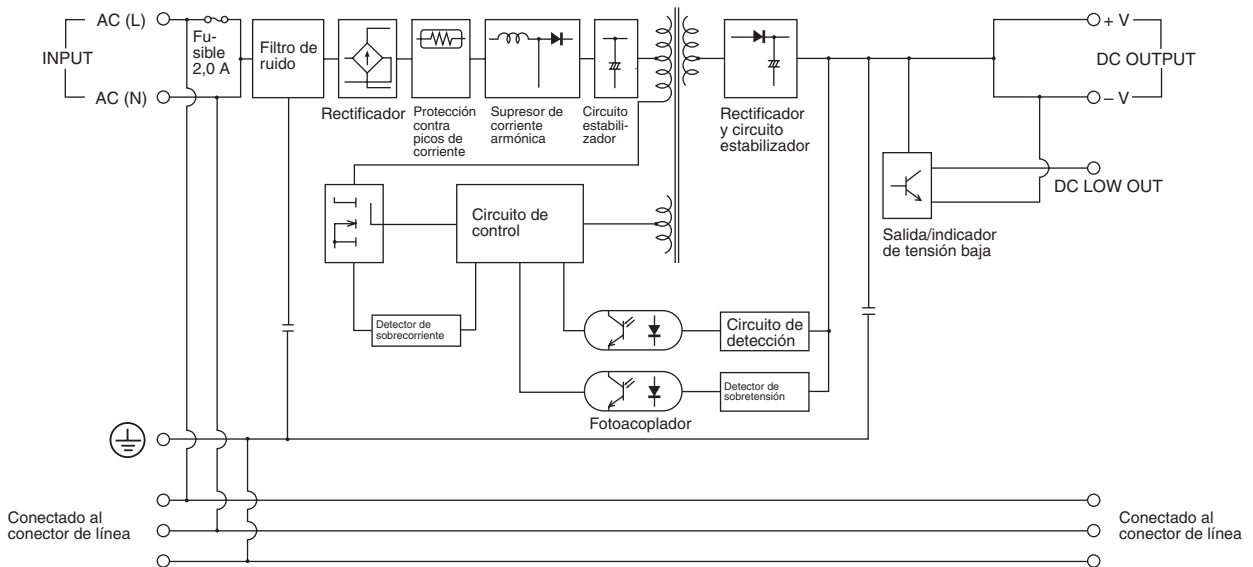 AC (L)
INPUT
AC (N)
Fu-
sible
2,0 A
Filtro de
ruido
Rectificador
Protección
contra
picos de
corriente
Supresor de
corriente
armónica
Circuito
estabili-
zador
Rectificador
y circuito
estabilizador
+ V
DC OUTPUT
– V
DC LOW OUT
Salida/indicador
de tensión baja
Circuito de
control
Detector de
sobrecorriente
Circuito de
detección
Detector de
sobretensión
Fotoacoplador
Conectado al
conector de línea
Conectado al
conector de línea